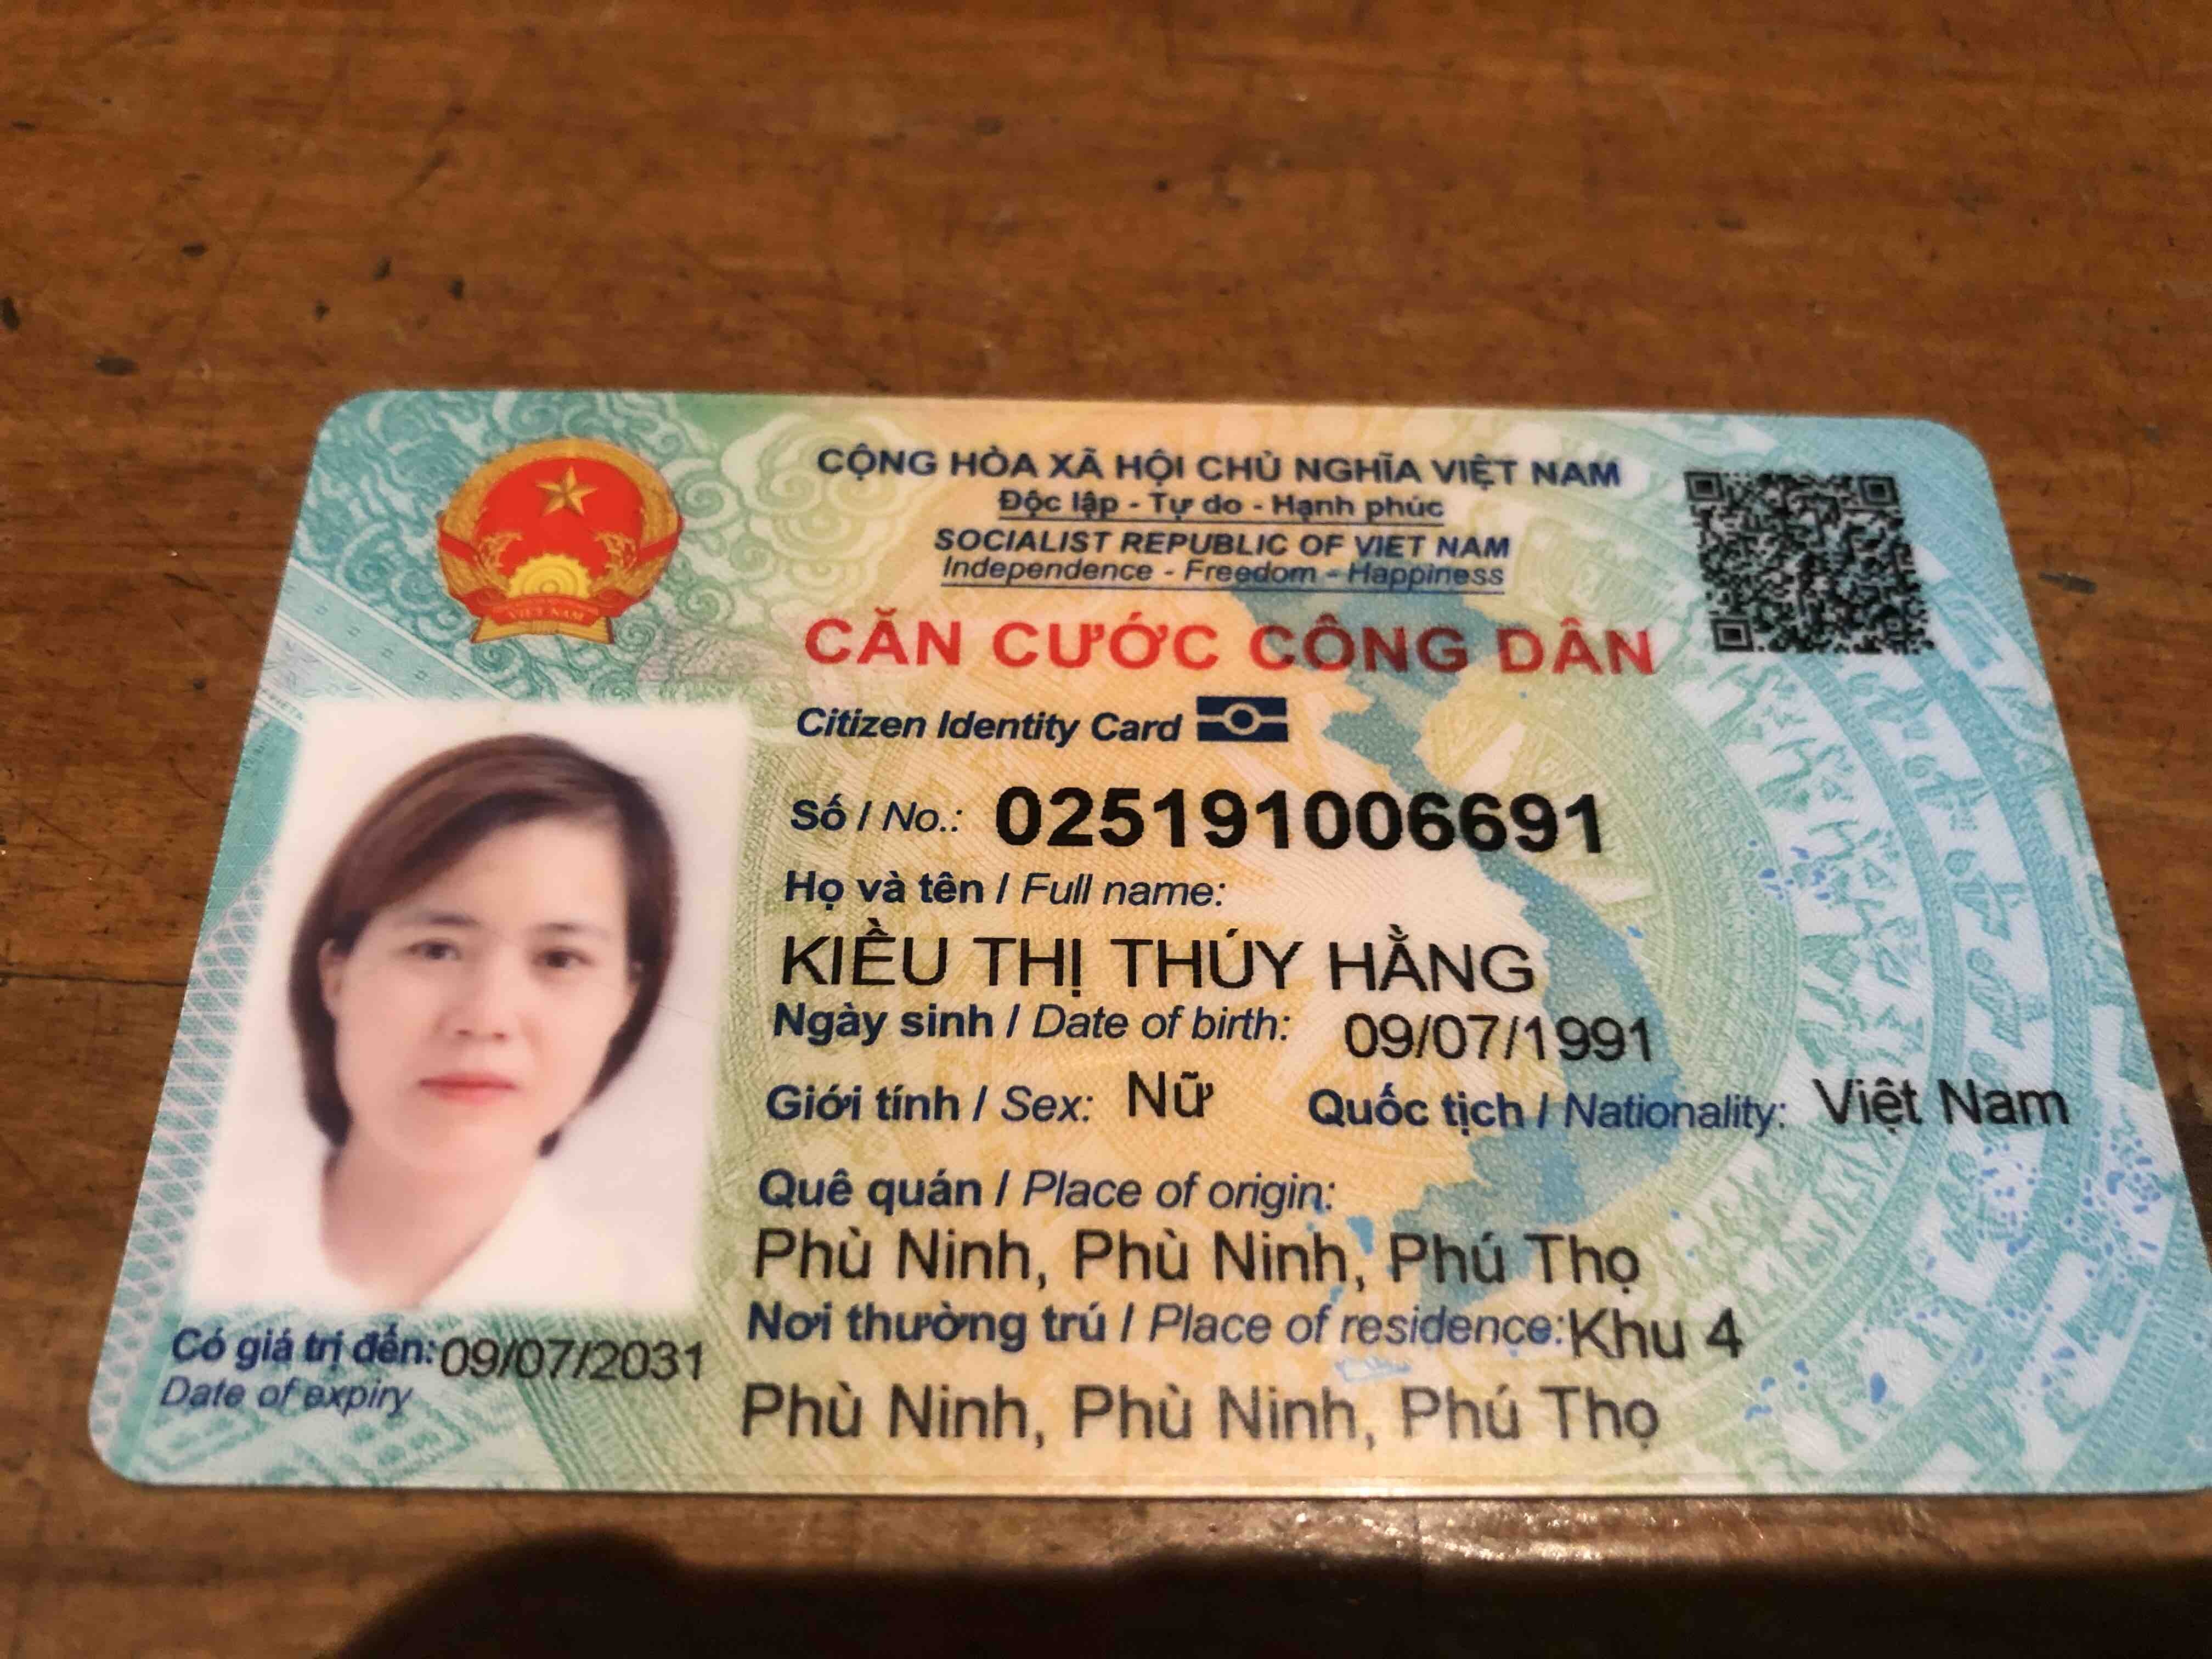 CỘNG HÒA XÃ HỘI CHỦ NGHĨA VIỆT NAM
Độc lập - Tự do - Hạnh phúc
SOCIALIST REPUBLIC OF VIET NAM
Independence - Freedom - Happiness
VIET NAM
CĂN CƯỚC CÔNG DÂN
Citizen Identity Card
Số / No.: 025191006691
Họ và tên / Full name:
KIỀU THỊ THÚY HẰNG
Ngày sinh / Date of birth: 09/07/1991
Giới tính / Sex: Nữ Quốc tịch / Nationality: Việt Nam
Quê quán / Place of origin:
Phù Ninh, Phù Ninh, Phú Thọ
Nơi thường trú / Place of residence: Khu 4
Phù Ninh, Phù Ninh, Phú Thọ
Có giá trị đến: 09/07/2031
Date of expiry